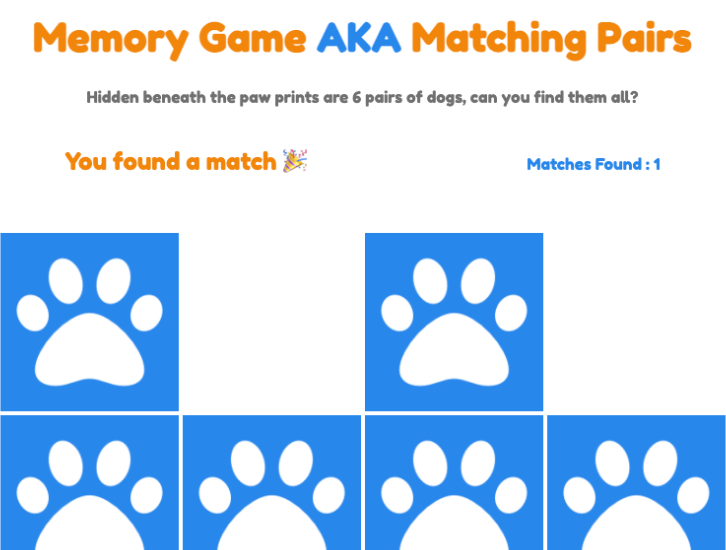 Memory Game AKA Matching Pairs
Hidden beneath the paw prints are 6 pairs of dogs, can you find them all?
You found a match 🎉
Matches Found : 1